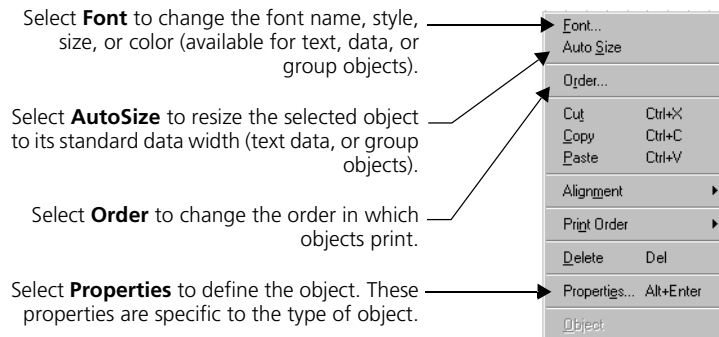 Select Font to change the font name, style,
size, or color (available for text, data, or
group objects).
Select AutoSize to resize the selected object
to its standard data width (text data, or group
objects).
Select Order to change the order in which
objects print.
Select Properties to define the object. These
properties are specific to the type of object.
Font...
Auto Size
Order...
Cut Ctrl+X
Copy Ctrl+C
Paste Ctrl+V
Alignment
Print Order
Delete Del
Properties... Alt+Enter
Object